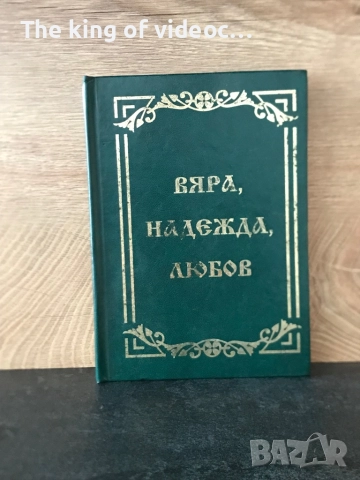 The king of videoc...
ВЯРА,
НАДЕЖДА,
ЛЮБОВ
BAZAR